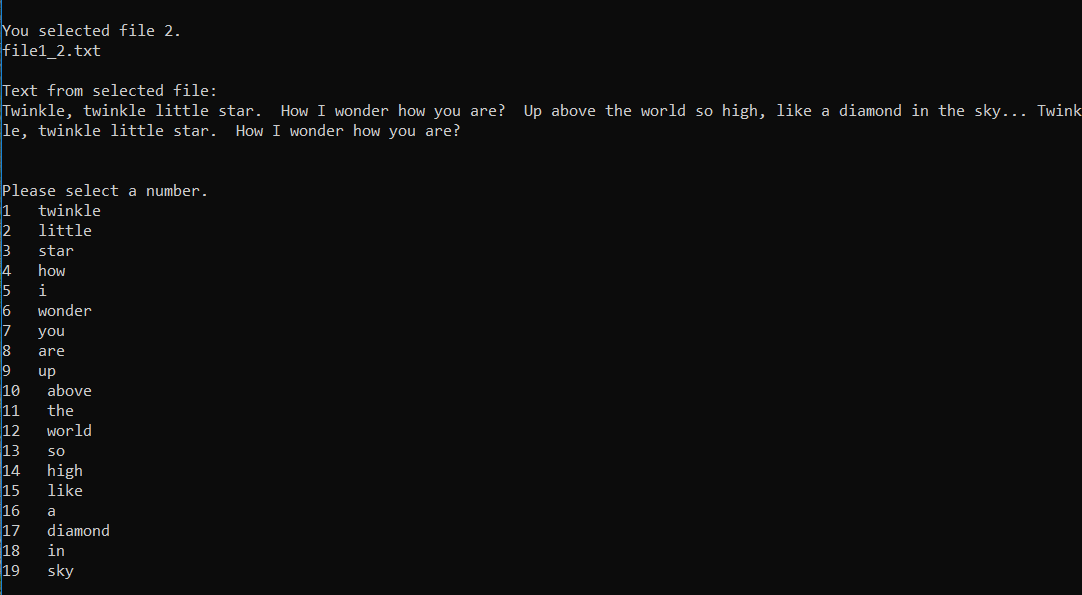 You selected file 2.
file1_2.txt
Text from selected file:
Twinkle, twinkle little star.  How I wonder how you are?  Up above the world so high, like a diamond in the sky... Twink
le, twinkle little star.  How I wonder how you are?
Please select a number.
1   twinkle
2   little
3   star
4   how
5   i
6   wonder
7   you
8   are
9   up
10   above
11   the
12   world
13   so
14   high
15   like
16   a
17   diamond
18   in
19   sky